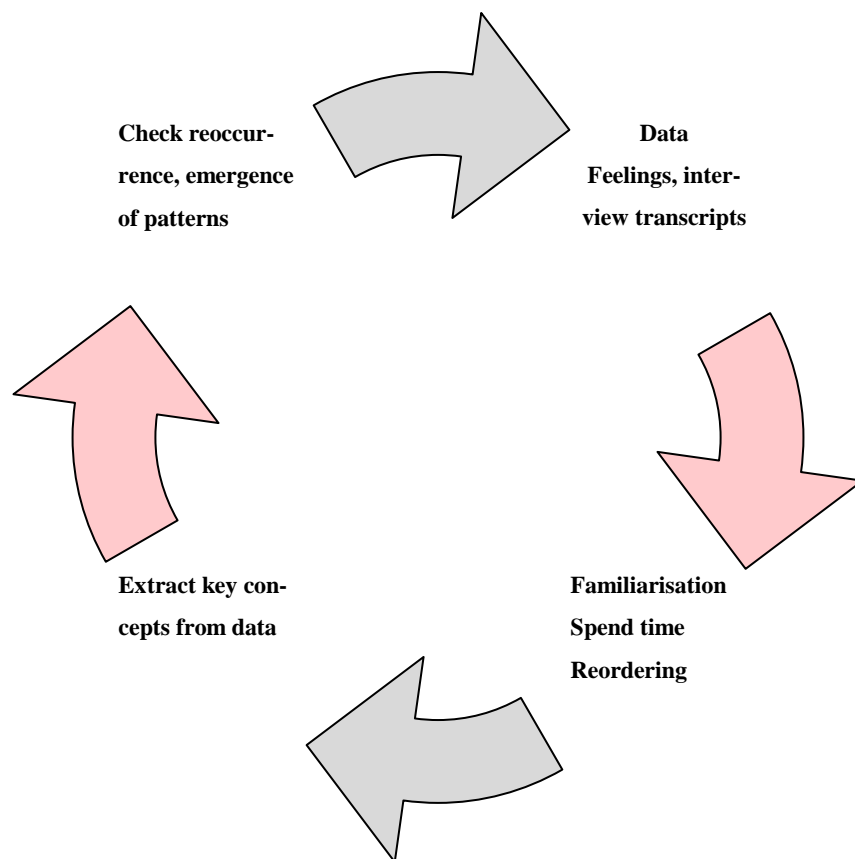 Check reoccur-
rence, emergence
of patterns
Data
Feelings, inter-
view transcripts
Extract key con-
cepts from data
Familiarisation
Spend time
Reordering